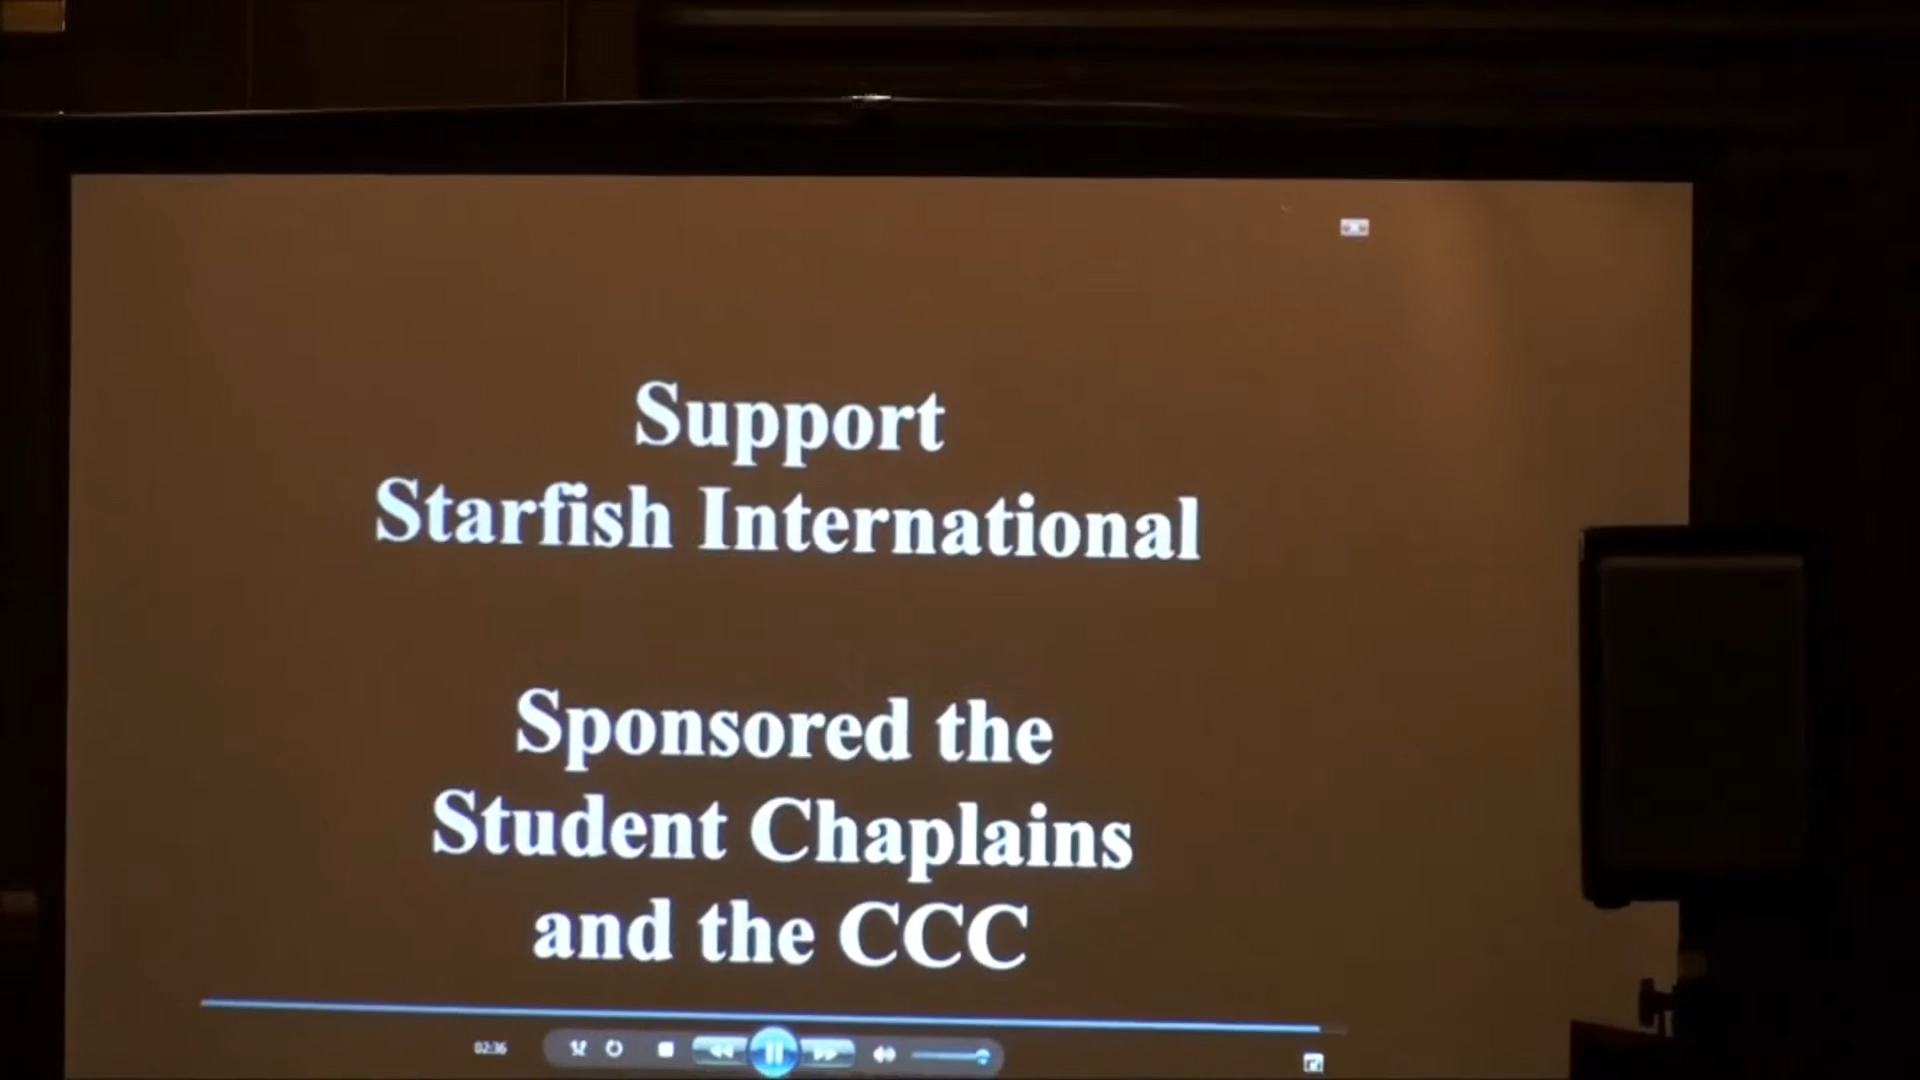 Support
Starfish International
Sponsored the
Student Chaplains
and the CCC
02:36